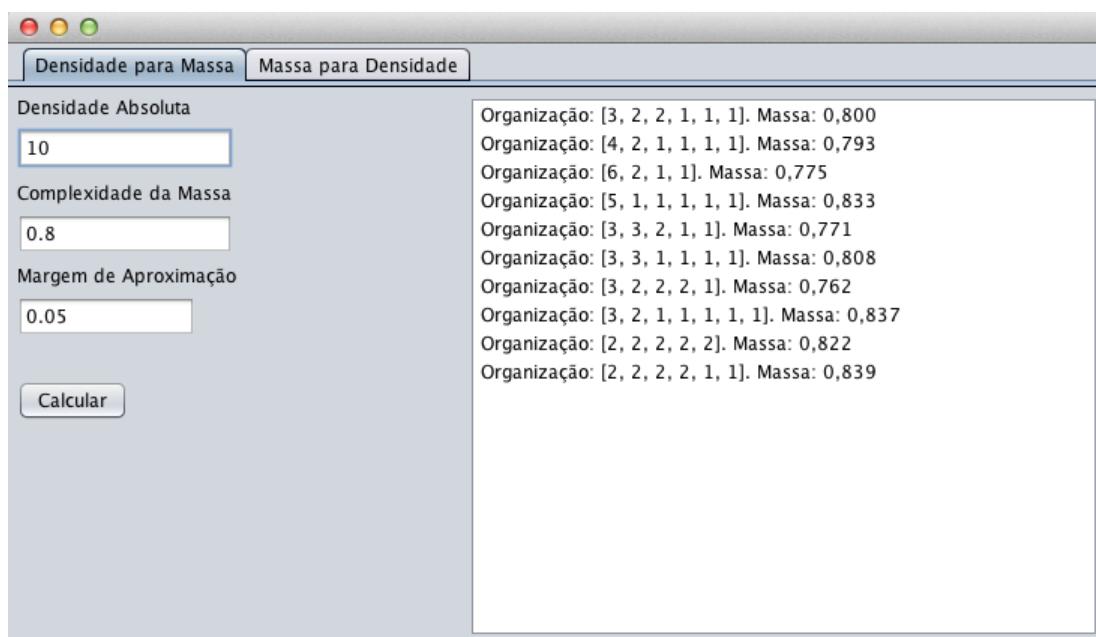 Densidade para Massa
Massa para Densidade
Densidade Absoluta
10
Complexidade da Massa
0.8
Margem de Aproximação
0.05
Calcular
Organização: [3, 2, 2, 1, 1, 1]. Massa: 0,800
Organização: [4, 2, 1, 1, 1, 1]. Massa: 0,793
Organização: [6, 2, 1, 1]. Massa: 0,775
Organização: [5, 1, 1, 1, 1, 1]. Massa: 0,833
Organização: [3, 3, 2, 1, 1]. Massa: 0,771
Organização: [3, 3, 1, 1, 1, 1]. Massa: 0,808
Organização: [3, 2, 2, 2, 1]. Massa: 0,762
Organização: [3, 2, 1, 1, 1, 1, 1]. Massa: 0,837
Organização: [2, 2, 2, 2, 2]. Massa: 0,822
Organização: [2, 2, 2, 2, 1, 1]. Massa: 0,839